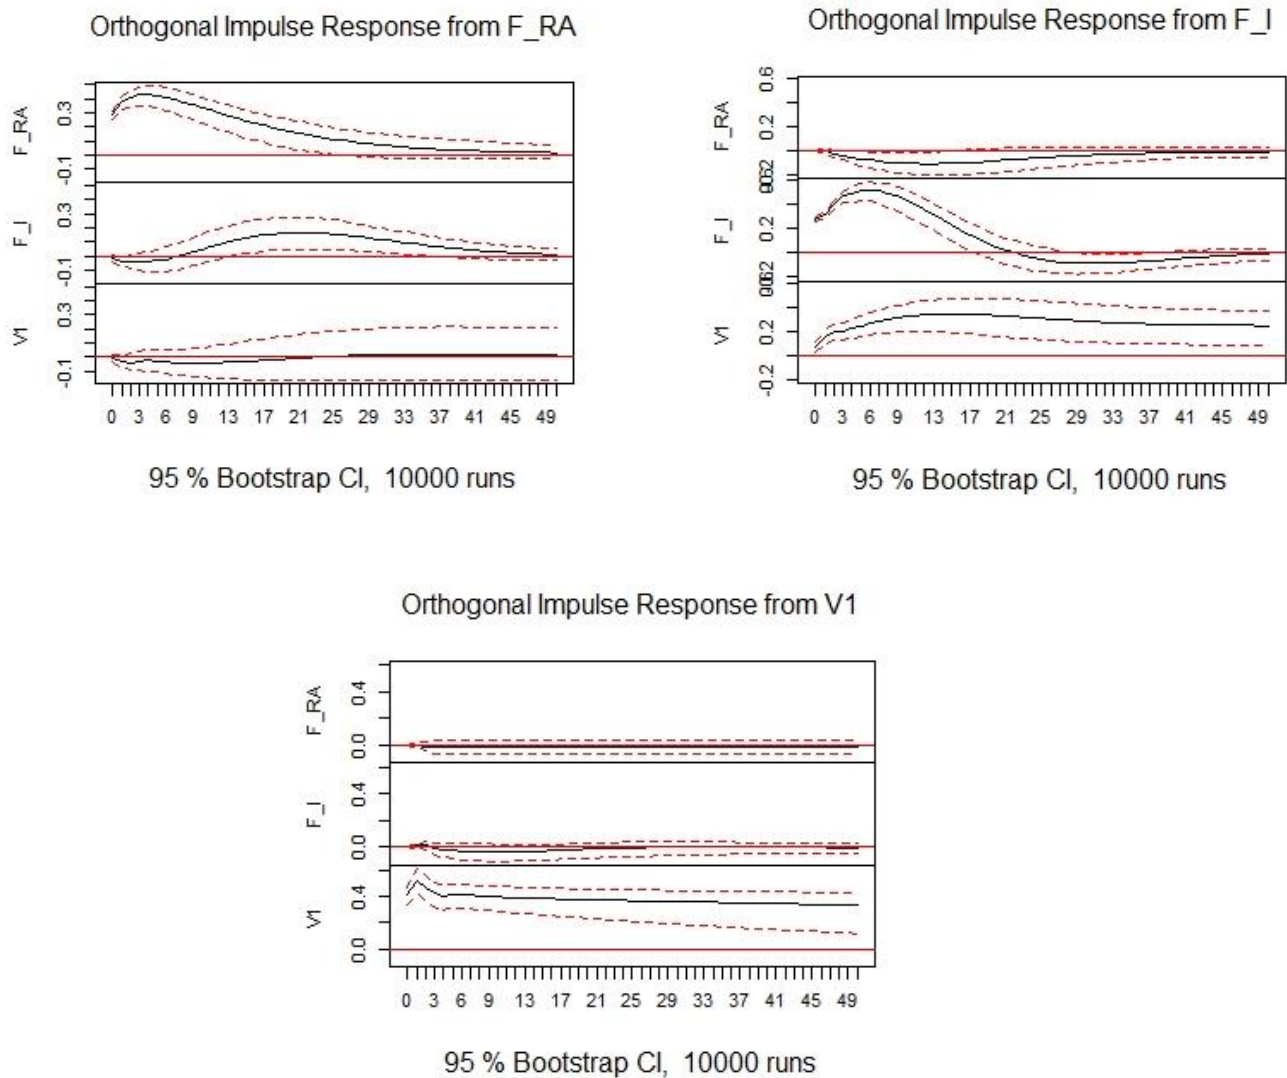 Orthogonal Impulse Response from F_RA
F_RA
0.3
-0.1
F_I
0.3
-0.1
V1
0.3
-0.1
0 3 6 9 13 17 21 25 29 33 37 41 45 49
95 % Bootstrap CI, 10000 runs
Orthogonal Impulse Response from F_I
F_RA
0.6
0.2
F_I
0.2
V1
0.2
-0.2
0 3 6 9 13 17 21 25 29 33 37 41 45 49
95 % Bootstrap CI, 10000 runs
Orthogonal Impulse Response from V1
F_RA
0.4
0.0
F_I
0.4
0.0
V1
0.4
0.0
0 3 6 9 13 17 21 25 29 33 37 41 45 49
95 % Bootstrap CI, 10000 runs